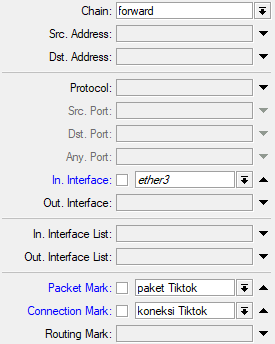 Chain: forward
Src. Address:
Dst. Address:
Protocol:
Src. Port:
Dst. Port:
Any. Port:
In. Interface: ether3
Out. Interface:
In. Interface List:
Out. Interface List:
Packet Mark: paket Tiktok
Connection Mark: koneksi Tiktok
Routing Mark: